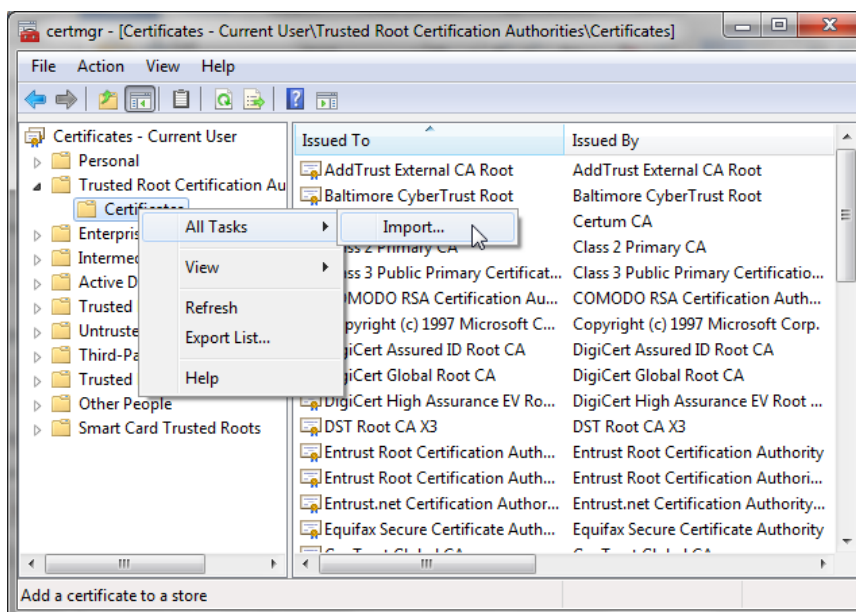 certmgr - [Certificates - Current User\Trusted Root Certification Authorities\Certificates]
File Action View Help
Certificates - Current User
Personal
Trusted Root Certification Au
Certificates
Enterpris
Intermed
Active D
Trusted
Untruste
Third-Pa
Trusted
Other People
Smart Card Trusted Roots
All Tasks
View
Refresh
Export List...
Help
Import...
Issued To Issued By
AddTrust External CA Root AddTrust External CA Root
Baltimore CyberTrust Root Baltimore CyberTrust Root
Certum CA
Class 2 Primary CA Class 2 Primary CA
ass 3 Public Primary Certificat... Class 3 Public Primary Certificatio...
OMODO RSA Certification Au... COMODO RSA Certification Auth...
pyright (c) 1997 Microsoft C... Copyright (c) 1997 Microsoft Corp.
giCert Assured ID Root CA DigiCert Assured ID Root CA
giCert Global Root CA DigiCert Global Root CA
DigiCert High Assurance EV Ro... DigiCert High Assurance EV Root ...
DST Root CA X3 DST Root CA X3
Entrust Root Certification Auth... Entrust Root Certification Authority
Entrust Root Certification Auth... Entrust Root Certification Authori...
Entrust.net Certification Author... Entrust.net Certification Authority...
Equifax Secure Certificate Auth... Equifax Secure Certificate Authority
Add a certificate to a store